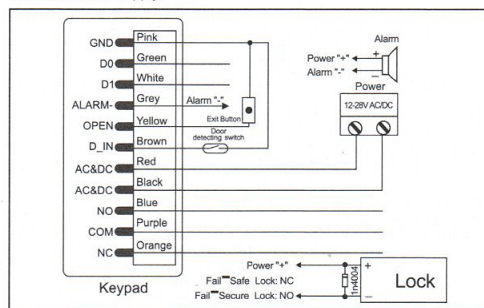 GND Pink
D0 Green
D1 White
ALARM- Grey
OPEN Yellow
D_IN Brown
AC&DC Red
AC&DC Black
NO Blue
COM Purple
NC Orange
Keypad
Alarm "-"
Exit Button
Door
detecting switch
Alarm
Power "+"
+
Alarm "-"
–
Power
12-28V AC/DC
Power "+"
Fail Safe Lock: NC
Fail Secure Lock: NO
1n4004
+
–
Lock